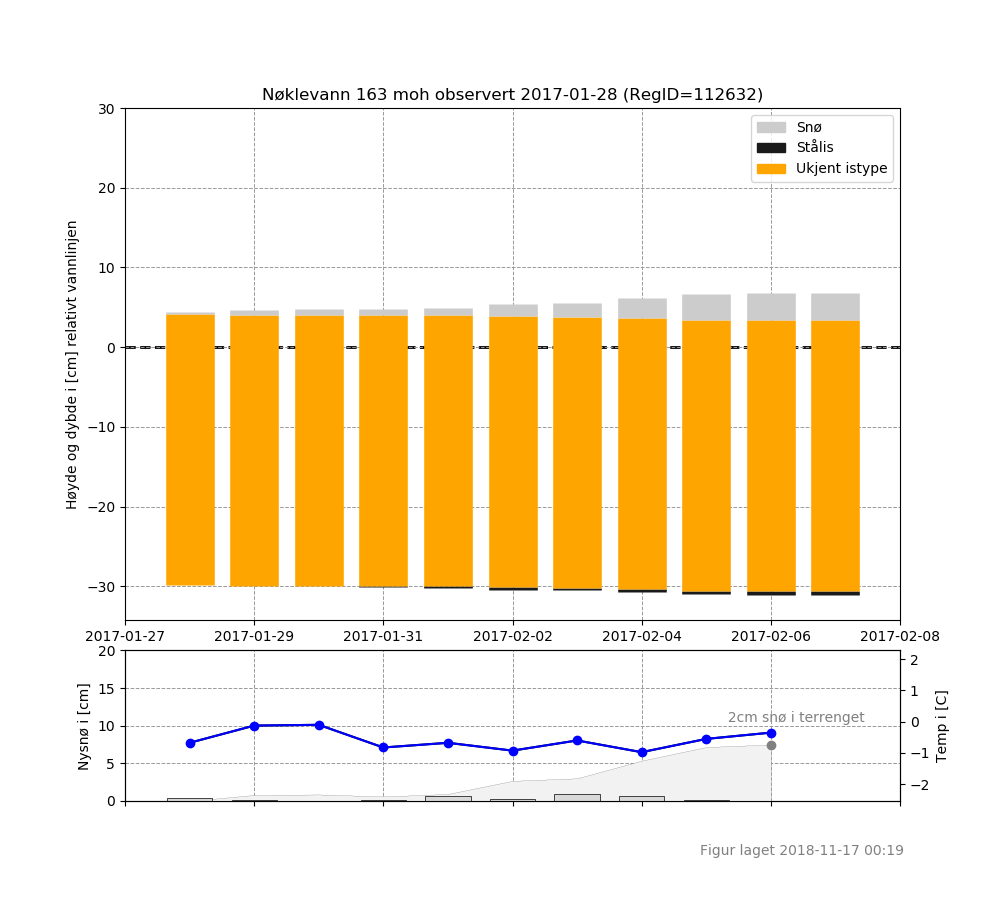 Nøklevann 163 moh observert 2017-01-28 (RegID=112632)
Snø
Stålis
Ukjent istype
Høyde og dybde i [cm] relativt vannlinjen
30
20
10
0
−10
−20
−30
2017-01-27 2017-01-29 2017-01-31 2017-02-02 2017-02-04 2017-02-06 2017-02-08
Nysnø i [cm]
20
15
10
5
0
2cm snø i terrenget
2
1
0
−1
−2
Temp i [C]
Figur laget 2018-11-17 00:19